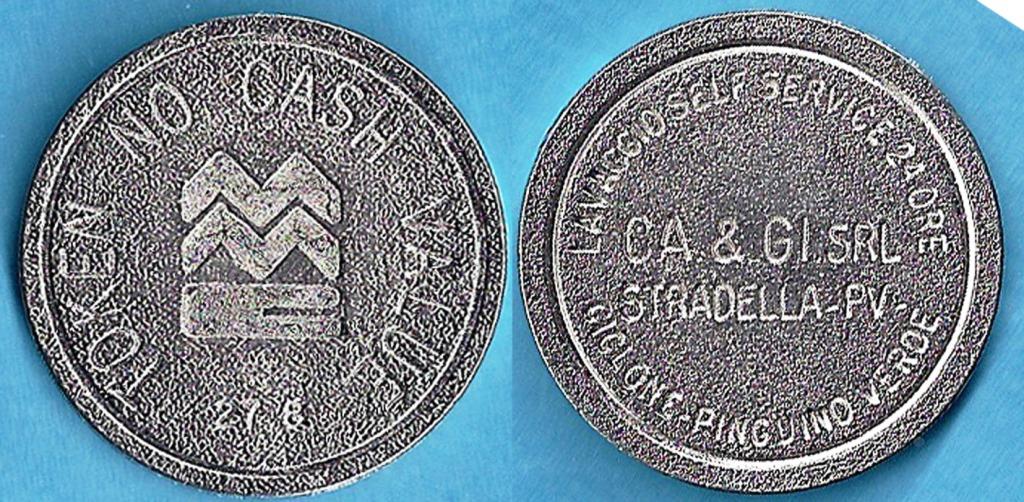 TOKEN NO CASH VALUE
278
LAVAGGIO SELF SERVICE 24 ORE
CA & GI.SRL
STRADELLA-PV-
CICLONE-PINGUINO VERDE